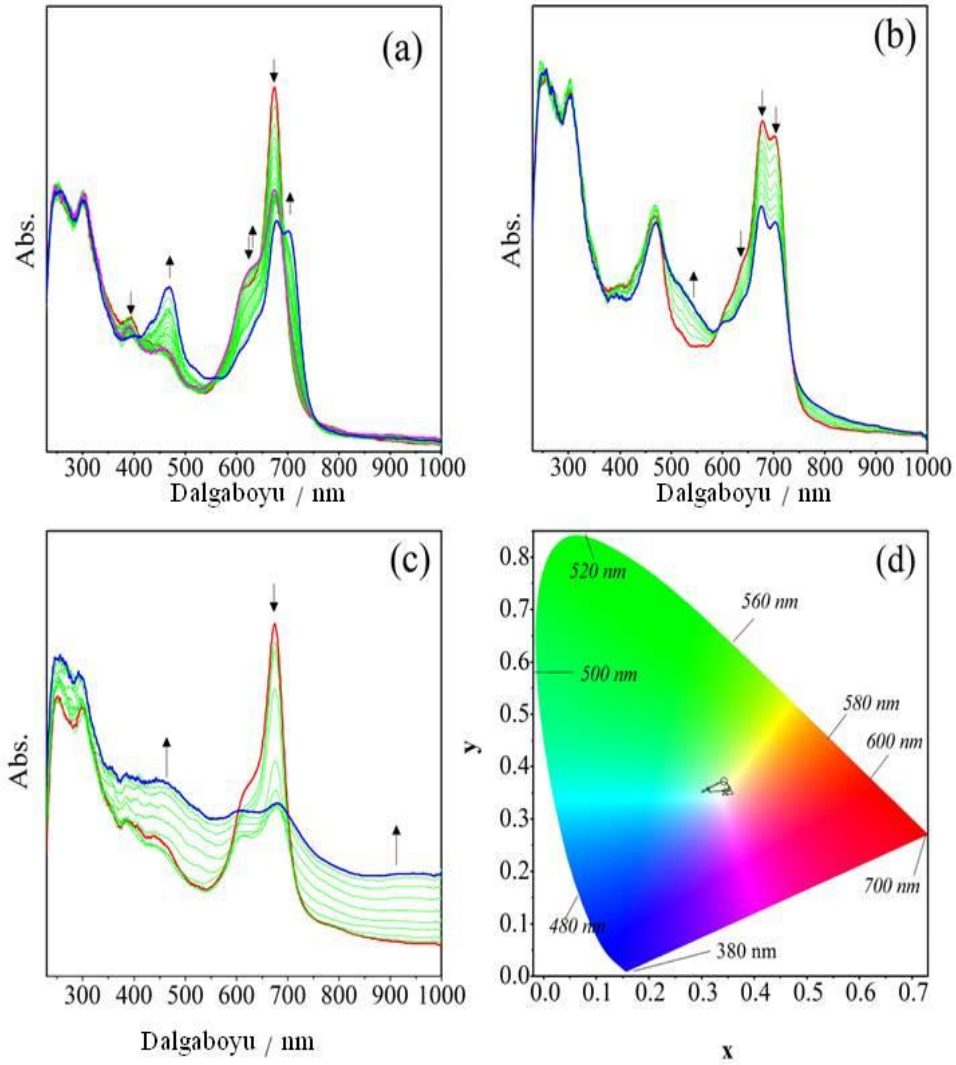 (a)
Abs.
300 400 500 600 700 800 900 1000
Dalgaboyu / nm
(b)
300 400 500 600 700 800 900 1000
Dalgaboyu / nm
(c)
Abs.
300 400 500 600 700 800 900 1000
Dalgaboyu / nm
(d)
0.8
0.7
0.6
0.5
0.4
0.3
0.2
0.1
0.0
y
520 nm
560 nm
500 nm
580 nm
600 nm
700 nm
480 nm
380 nm
0.0 0.1 0.2 0.3 0.4 0.5 0.6 0.7
x